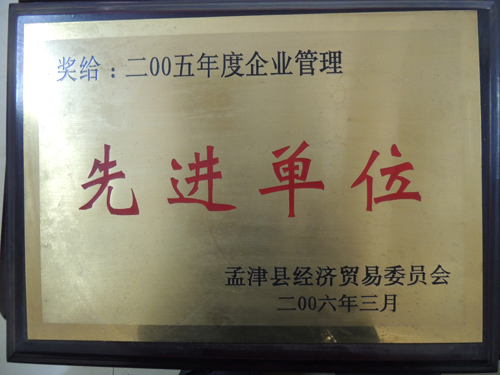 奖给：二00五年度企业管理
先进单位
孟津县经济贸易委员会
二00六年三月